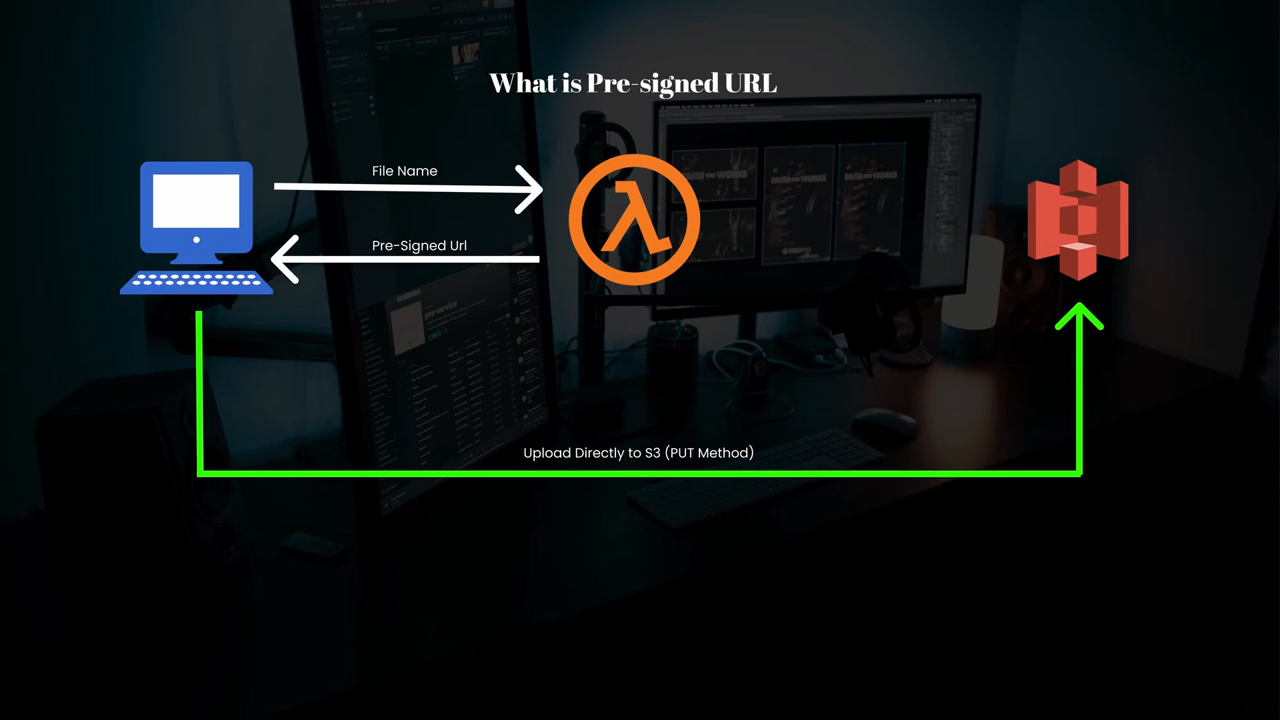 What is Pre-signed URL
File Name
Pre-Signed Url
Upload Directly to S3 (PUT Method)